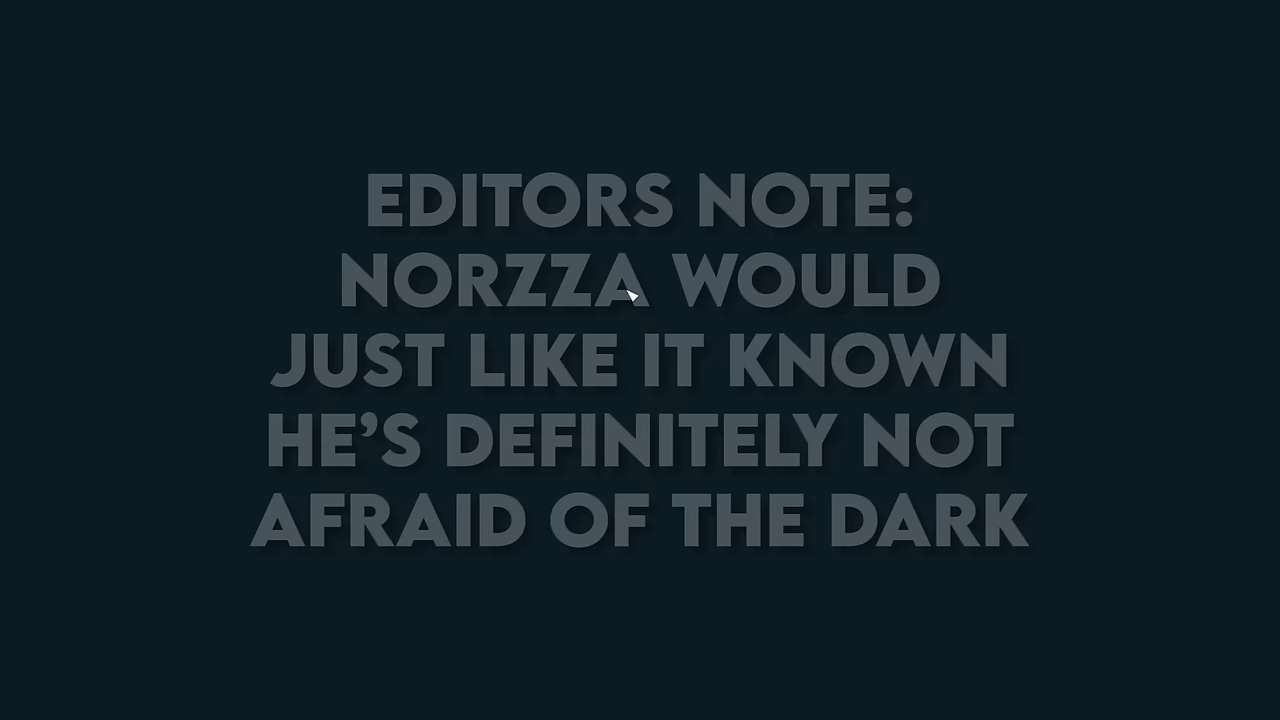 EDITORS NOTE:
NORZZA WOULD
JUST LIKE IT KNOWN
HE’S DEFINITELY NOT
AFRAID OF THE DARK